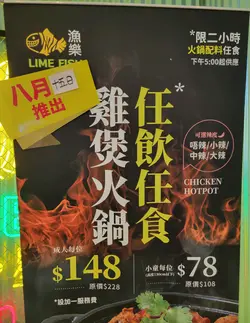 漁樂
LIME FISH
八月十五日
推出
*限二小時
火鍋配料任食
下午5:00起供應
任飲任食*
雞煲火鍋
可選辣度
唔辣/小辣/
中辣/大辣
CHICKEN
HOTPOT
成人每位
$148
原價$228
小童每位
$78
原價$108
*設加一服務費